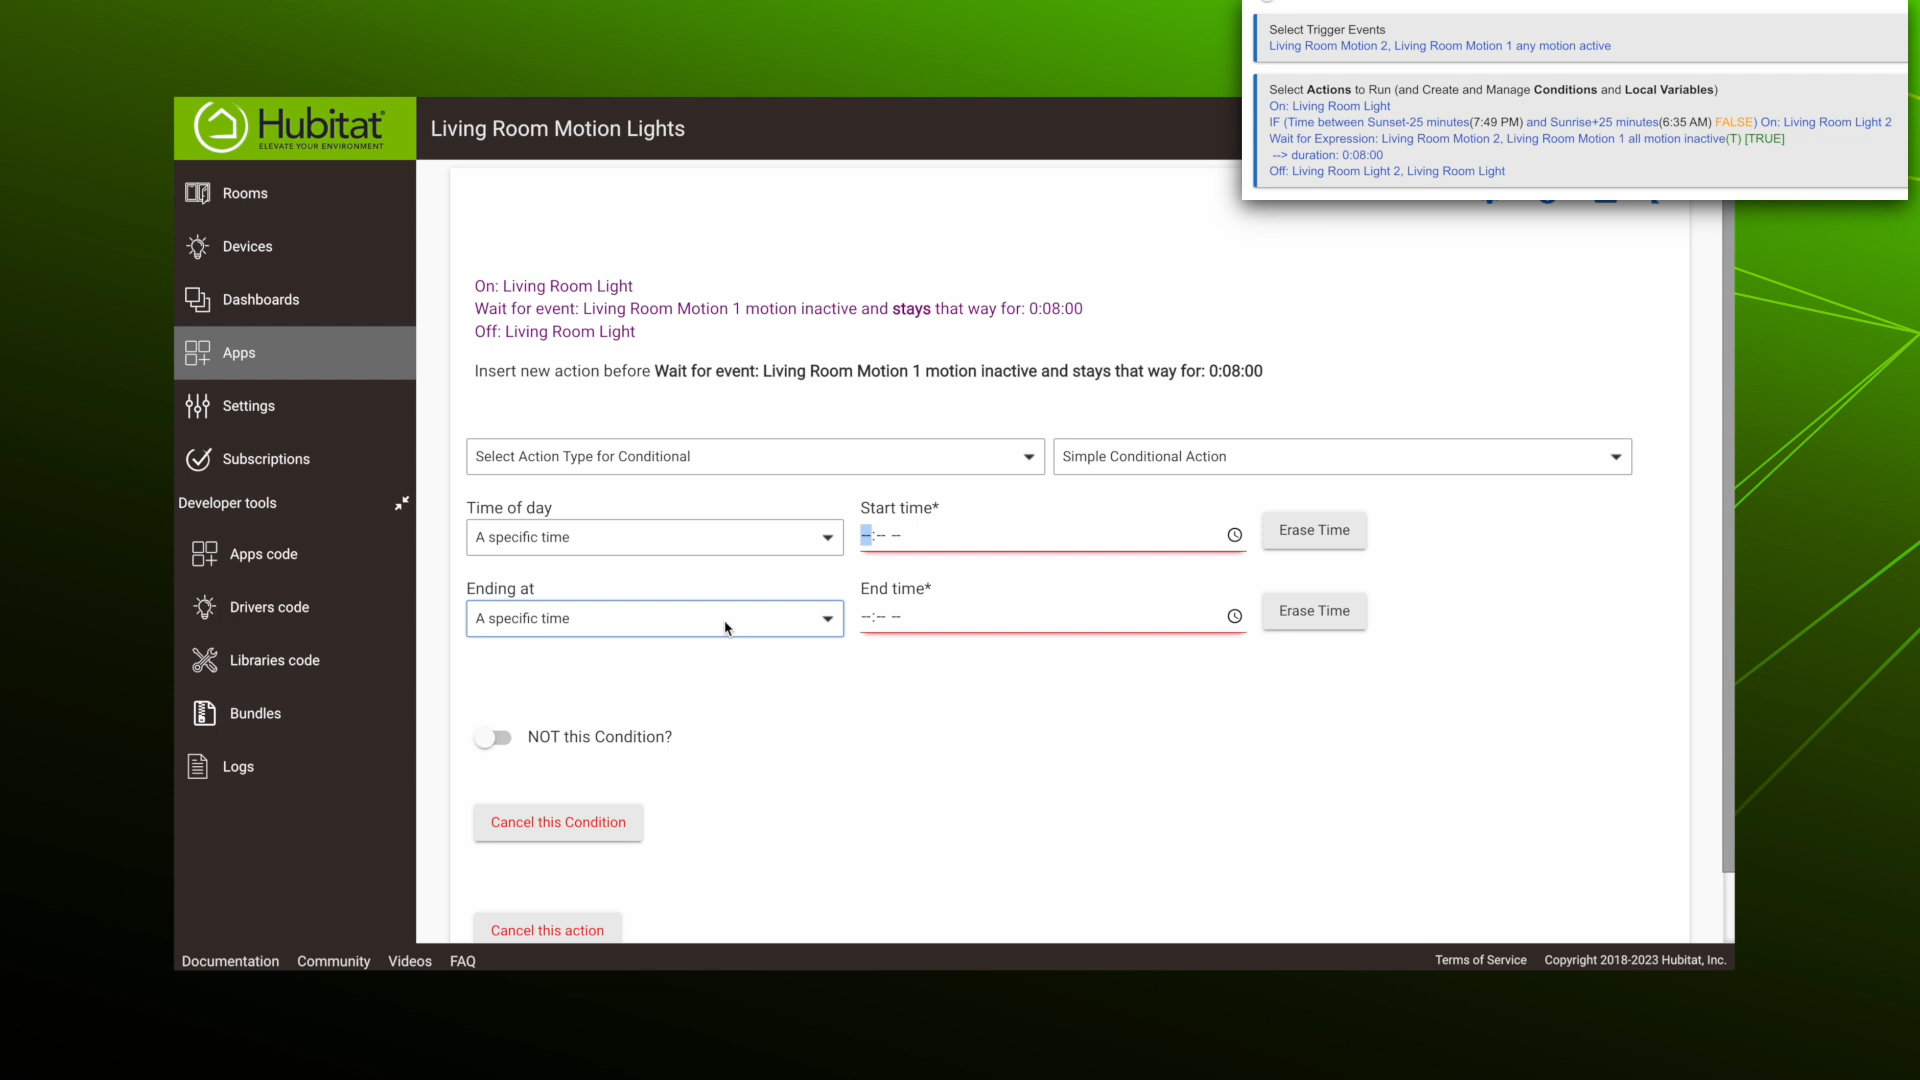 Select Trigger Events
Living Room Motion 2, Living Room Motion 1 any motion active
Select Actions to Run (and Create and Manage Conditions and Local Variables)
On: Living Room Light
IF (Time between Sunset-25 minutes(7:49 PM) and Sunrise+25 minutes(6:35 AM) FALSE) On: Living Room Light 2
Wait for Expression: Living Room Motion 2, Living Room Motion 1 all motion inactive(T) [TRUE]
--> duration: 0:08:00
Off: Living Room Light 2, Living Room Light
Hubitat
ELEVATE YOUR ENVIRONMENT
Living Room Motion Lights
Rooms
Devices
Dashboards
Apps
Settings
Subscriptions
Developer tools
Apps code
Drivers code
Libraries code
Bundles
Logs
On: Living Room Light
Wait for event: Living Room Motion 1 motion inactive and stays that way for: 0:08:00
Off: Living Room Light
Insert new action before Wait for event: Living Room Motion 1 motion inactive and stays that way for: 0:08:00
Select Action Type for Conditional
Simple Conditional Action
Time of day
A specific time
Start time*
--:-- --
Erase Time
Ending at
A specific time
End time*
--:-- --
Erase Time
NOT this Condition?
Cancel this Condition
Cancel this action
Documentation Community Videos FAQ
Terms of Service Copyright 2018-2023 Hubitat, Inc.